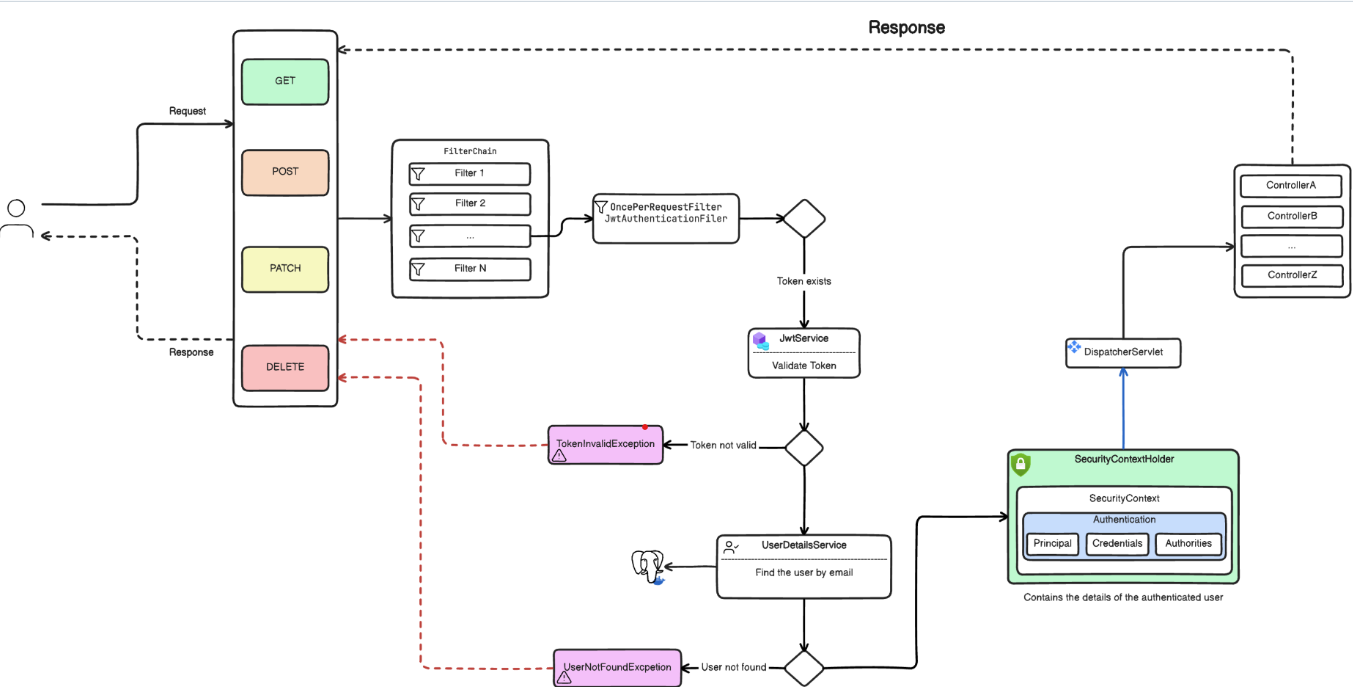 Response
GET
Request
POST
PATCH
DELETE
Response
FilterChain
Filter 1
Filter 2
...
Filter N
OncePerRequestFilter
JwtAuthenticationFiler
Token exists
JwtService
Validate Token
TokenInvalidException
Token not valid
UserDetailsService
Find the user by email
UserNotFoundExcpetion
User not found
SecurityContextHolder
SecurityContext
Authentication
Principal
Credentials
Authorities
Contains the details of the authenticated user
DispatcherServlet
ControllerA
ControllerB
...
ControllerZ